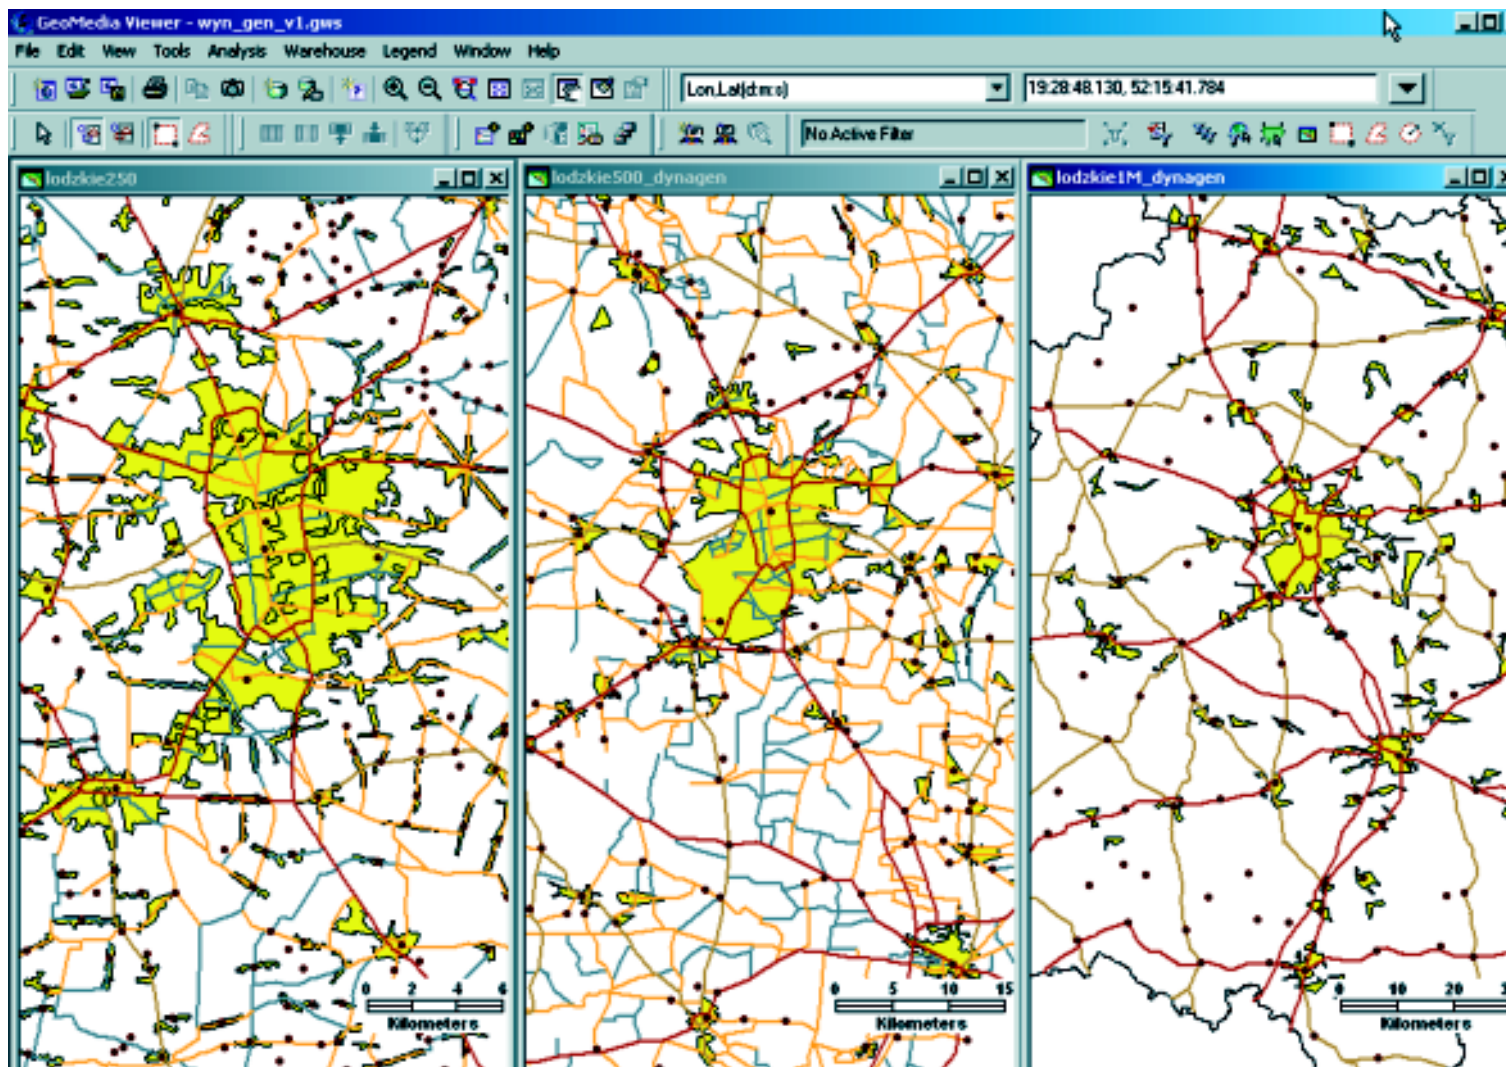 GeoMedia Viewer - wyn_gen_v1.gws
File Edit View Tools Analysis Warehouse Legend Window Help
Lon,Lat(d:m:s) 19:28:48.130, 52:15:41.784
No Active Filter
lodzkie250
lodzkie500_dynagen
lodzkie1M_dynagen
0 2 4 6
Kilometers
0 5 10 15
Kilometers
0 10 20
Kilometers